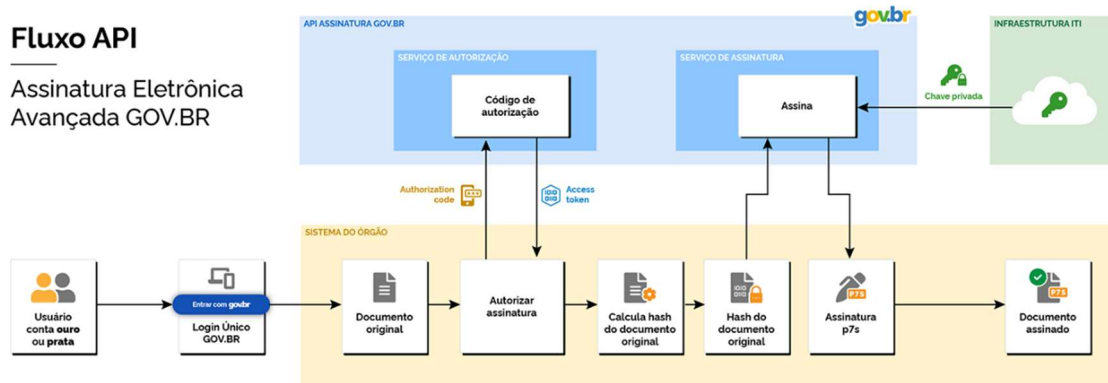 Fluxo API
Assinatura Eletrônica
Avançada GOV.BR
API ASSINATURA GOV.BR
gov.br
INFRAESTRUTURA ITI
SERVIÇO DE AUTORIZAÇÃO
SERVIÇO DE ASSINATURA
Código de
autorização
Assina
Chave privada
Authorization
code
Access
token
SISTEMA DO ÓRGÃO
Usuário
conta ouro
ou prata
Entrar com gov.br
Login Único
GOV.BR
Documento
original
Autorizar
assinatura
Calcula hash
do documento
original
Hash do
documento
original
P7S
Assinatura
p7s
P7S
Documento
assinado